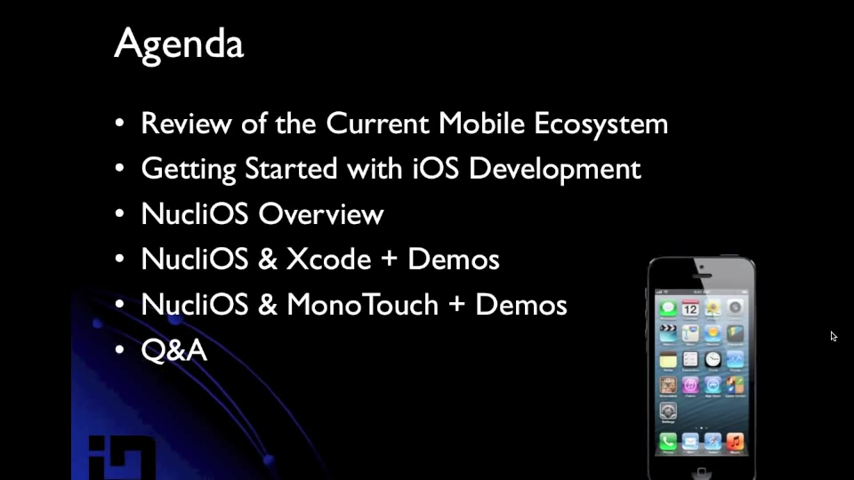 Agenda
• Review of the Current Mobile Ecosystem
• Getting Started with iOS Development
• NucliOS Overview
• NucliOS & Xcode + Demos
• NucliOS & MonoTouch + Demos
• Q&A
12